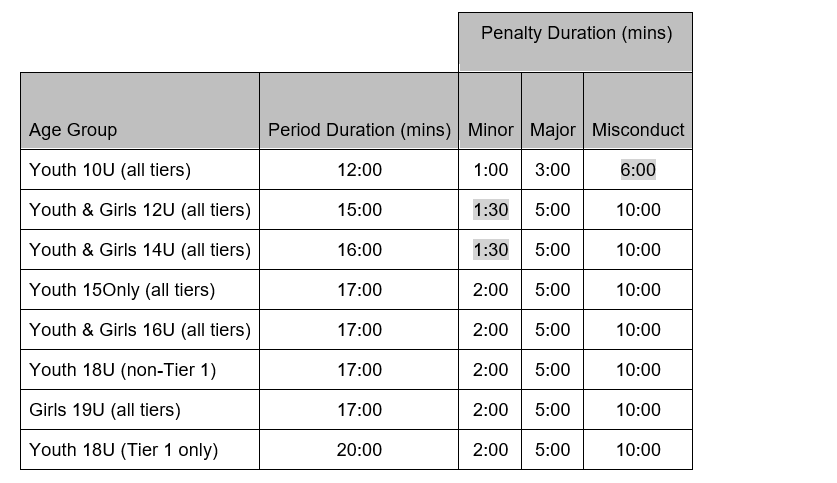 Penalty Duration (mins)
Age Group Period Duration (mins) Minor Major Misconduct
Youth 10U (all tiers) 12:00 1:00 3:00 6:00
Youth & Girls 12U (all tiers) 15:00 1:30 5:00 10:00
Youth & Girls 14U (all tiers) 16:00 1:30 5:00 10:00
Youth 15Only (all tiers) 17:00 2:00 5:00 10:00
Youth & Girls 16U (all tiers) 17:00 2:00 5:00 10:00
Youth 18U (non-Tier 1) 17:00 2:00 5:00 10:00
Girls 19U (all tiers) 17:00 2:00 5:00 10:00
Youth 18U (Tier 1 only) 20:00 2:00 5:00 10:00